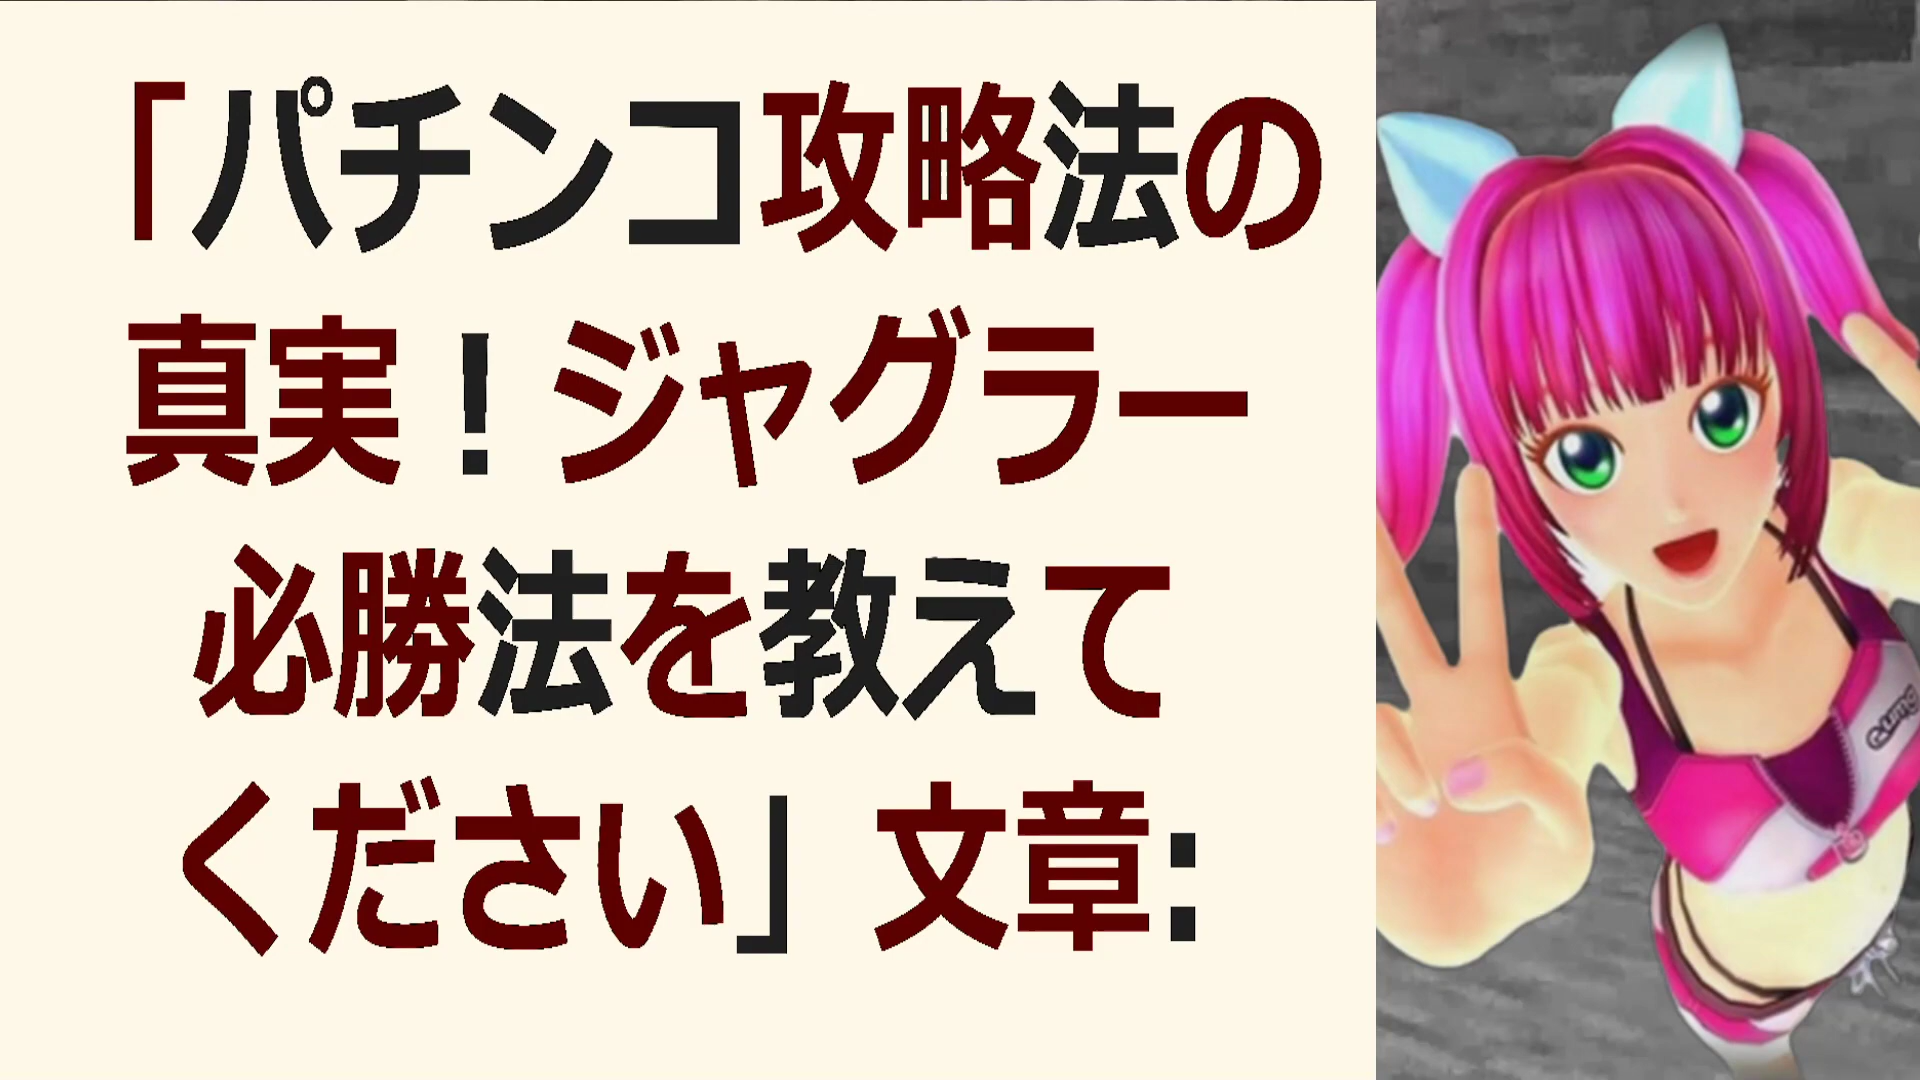 「パチンコ攻略法の
真実！ジャグラー
必勝法を教えて
ください」文章: